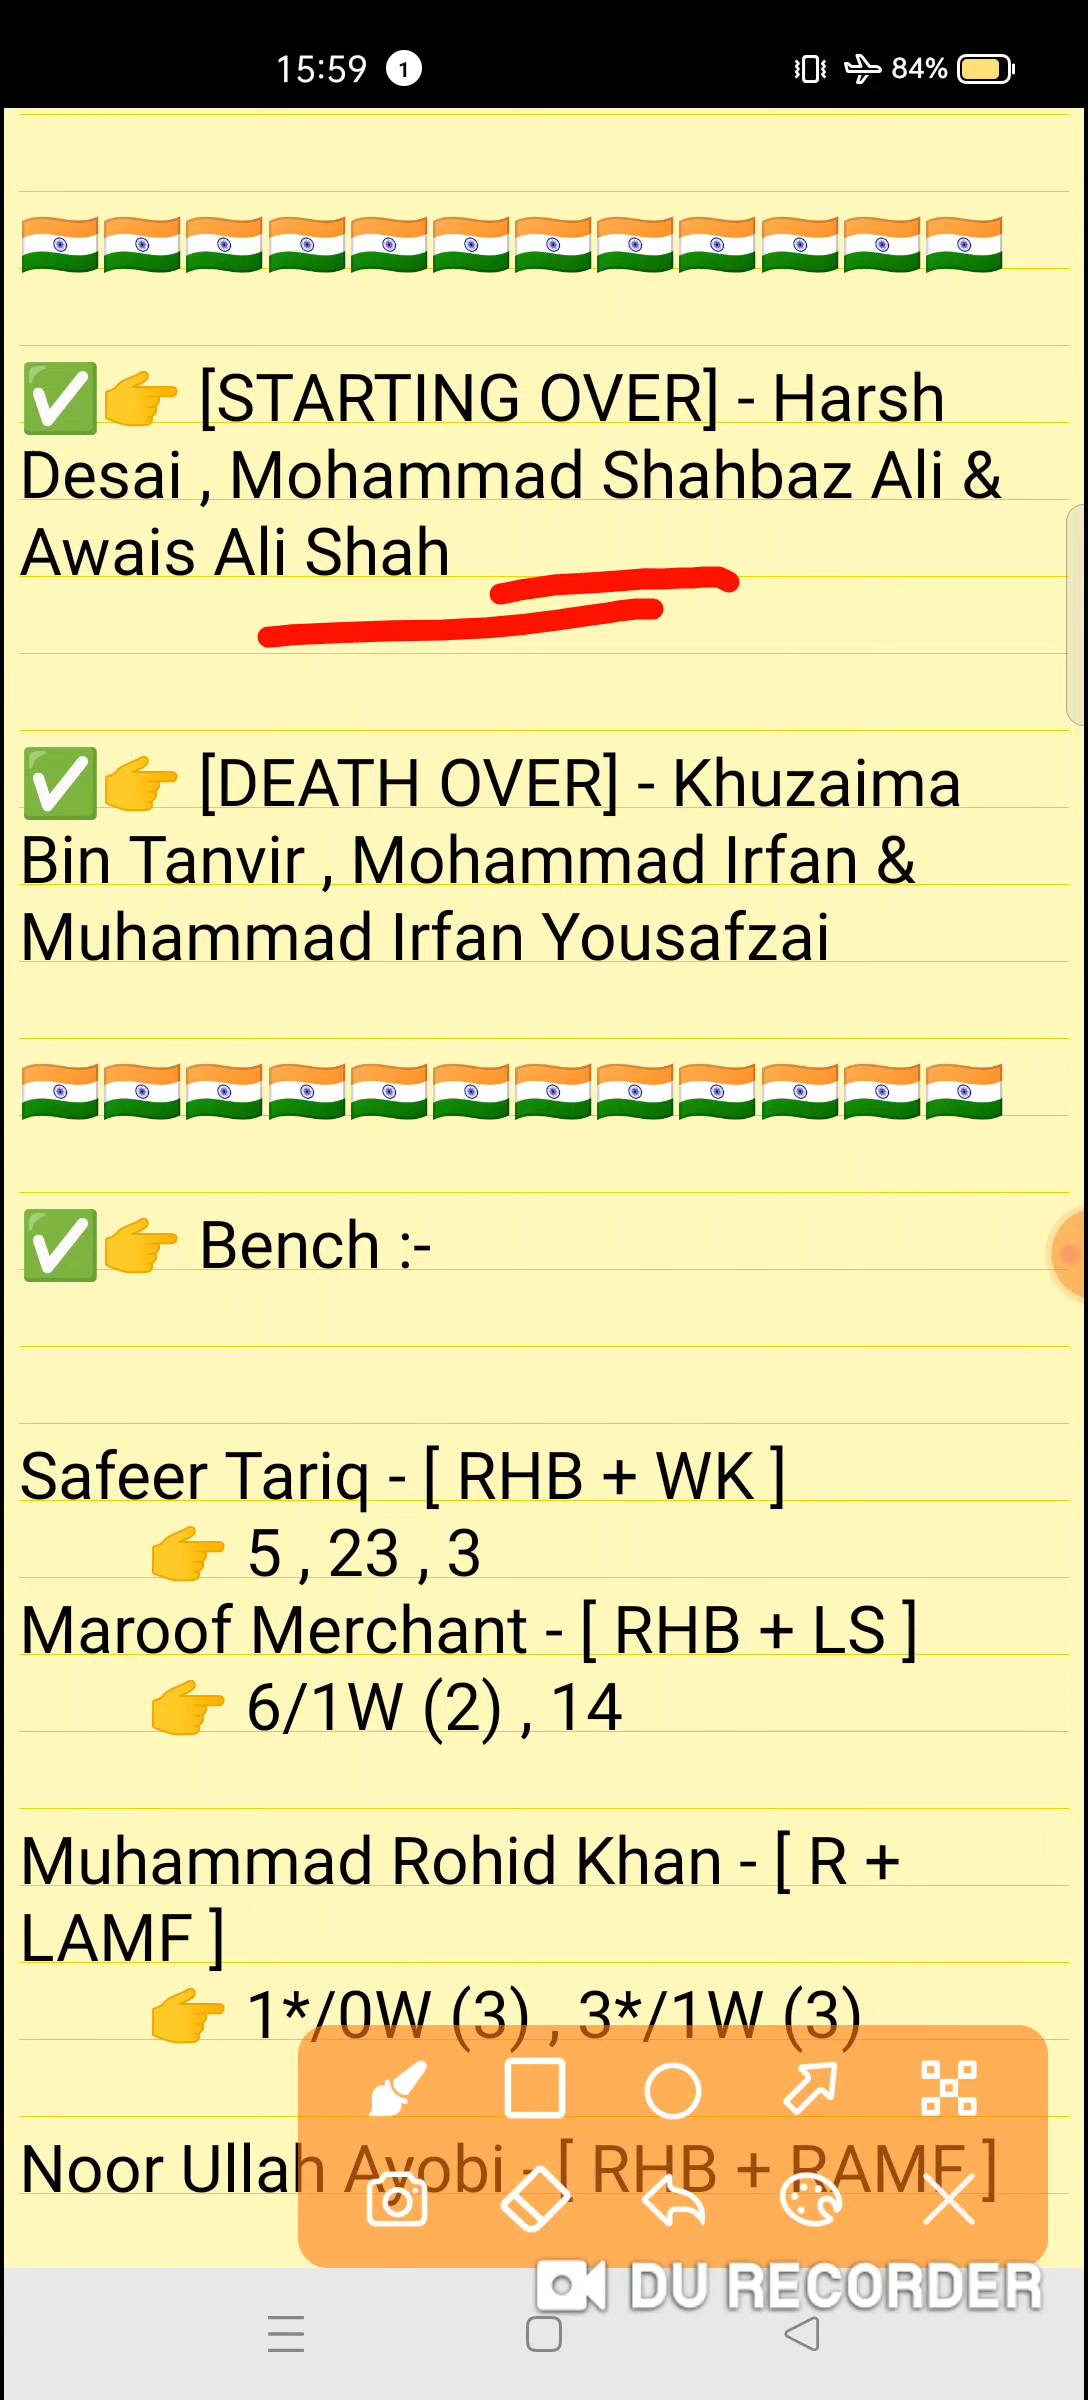 15:59 1 84%
🇮🇳🇮🇳🇮🇳🇮🇳🇮🇳🇮🇳🇮🇳🇮🇳🇮🇳🇮🇳🇮🇳🇮🇳
✅👉 [STARTING OVER] - Harsh
Desai , Mohammad Shahbaz Ali &
Awais Ali Shah
✅👉 [DEATH OVER] - Khuzaima
Bin Tanvir , Mohammad Irfan &
Muhammad Irfan Yousafzai
🇮🇳🇮🇳🇮🇳🇮🇳🇮🇳🇮🇳🇮🇳🇮🇳🇮🇳🇮🇳🇮🇳🇮🇳
✅👉 Bench :-
Safeer Tariq - [ RHB + WK ]
👉 5 , 23 , 3
Maroof Merchant - [ RHB + LS ]
👉 6/1W (2) , 14
Muhammad Rohid Khan - [ R +
LAMF ]
👉 1*/0W (3) , 3*/1W (3)
Noor Ullah Ayobi - [ RHB + RAMF ]
DU RECORDER